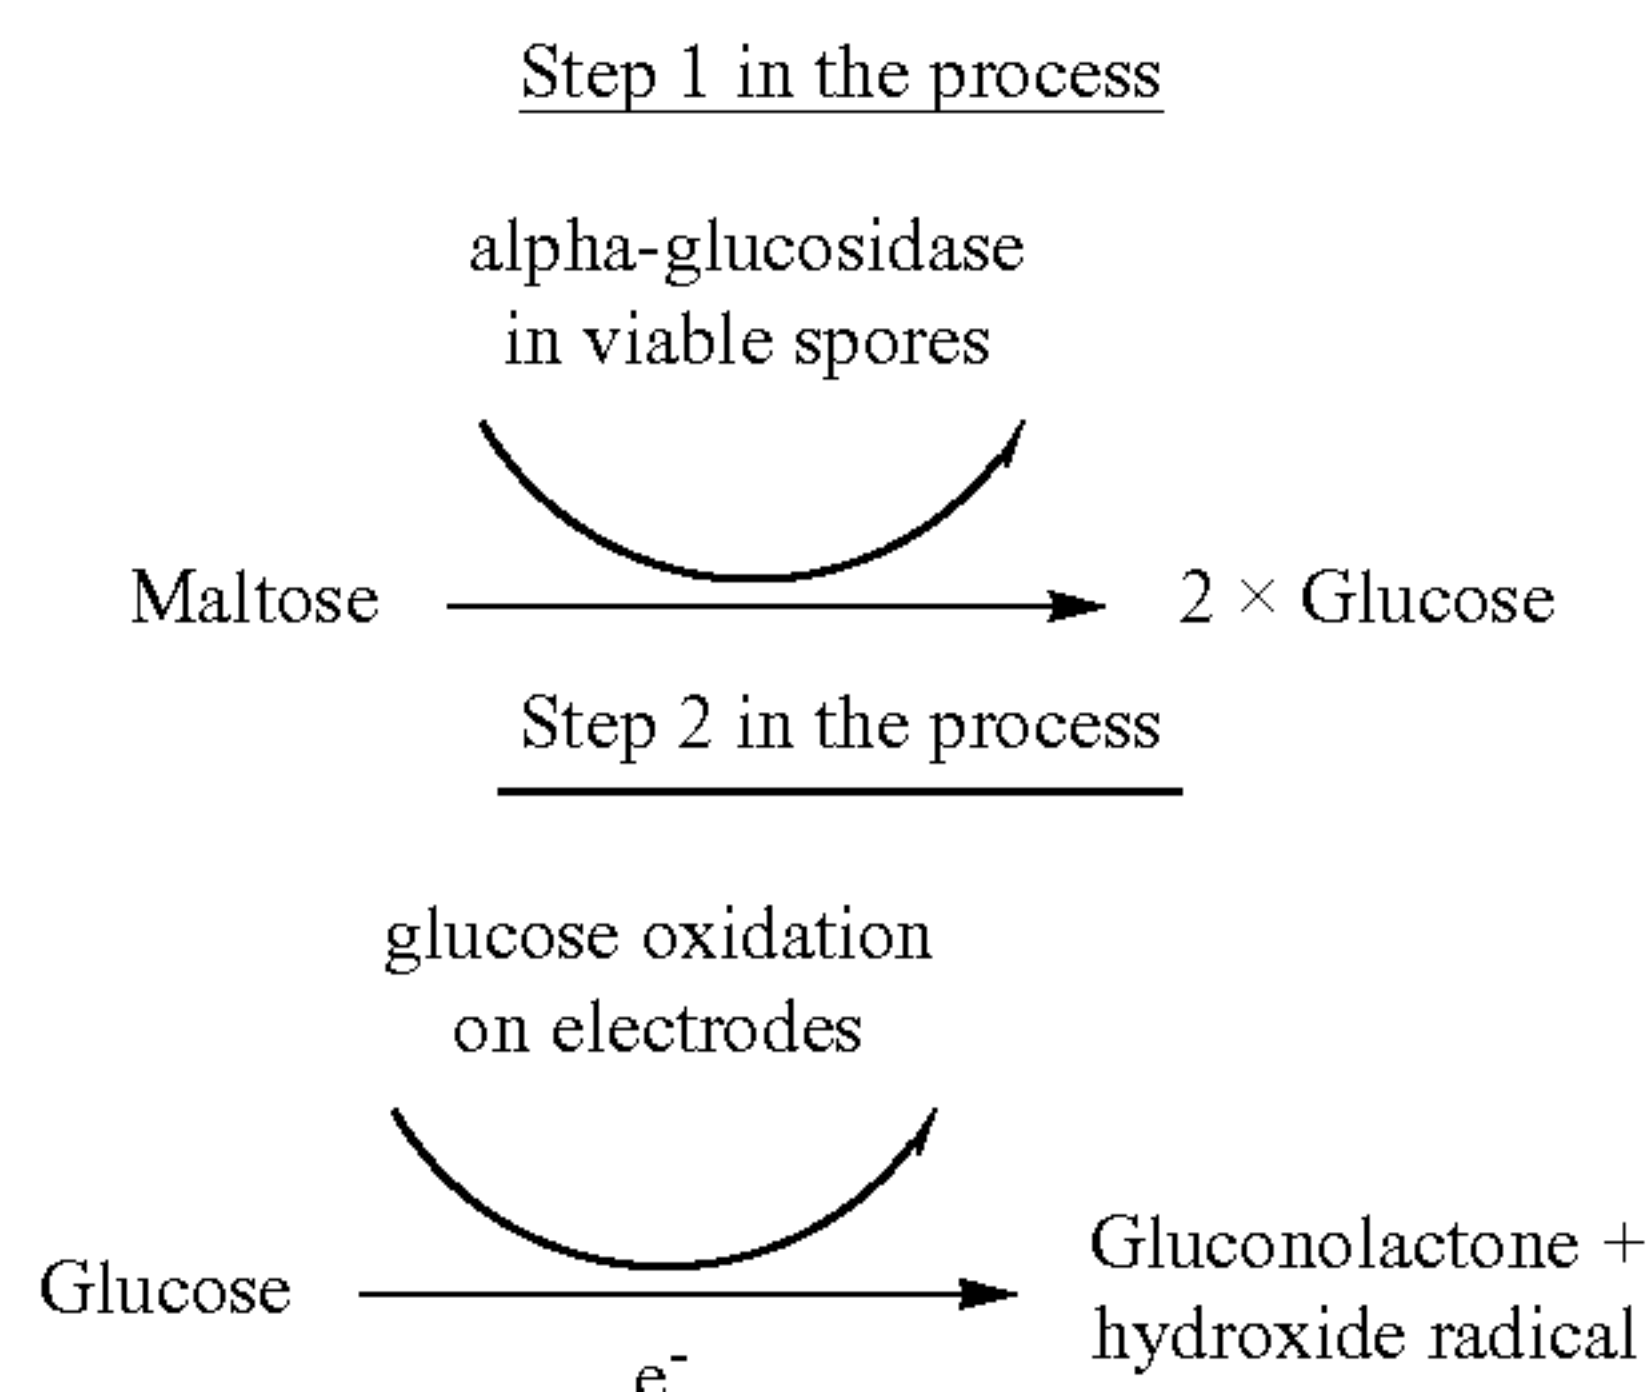 Step 1 in the process
alpha-glucosidase
in viable spores
Maltose 2 × Glucose
Step 2 in the process
glucose oxidation
on electrodes
Glucose Gluconolactone +
hydroxide radical
e⁻